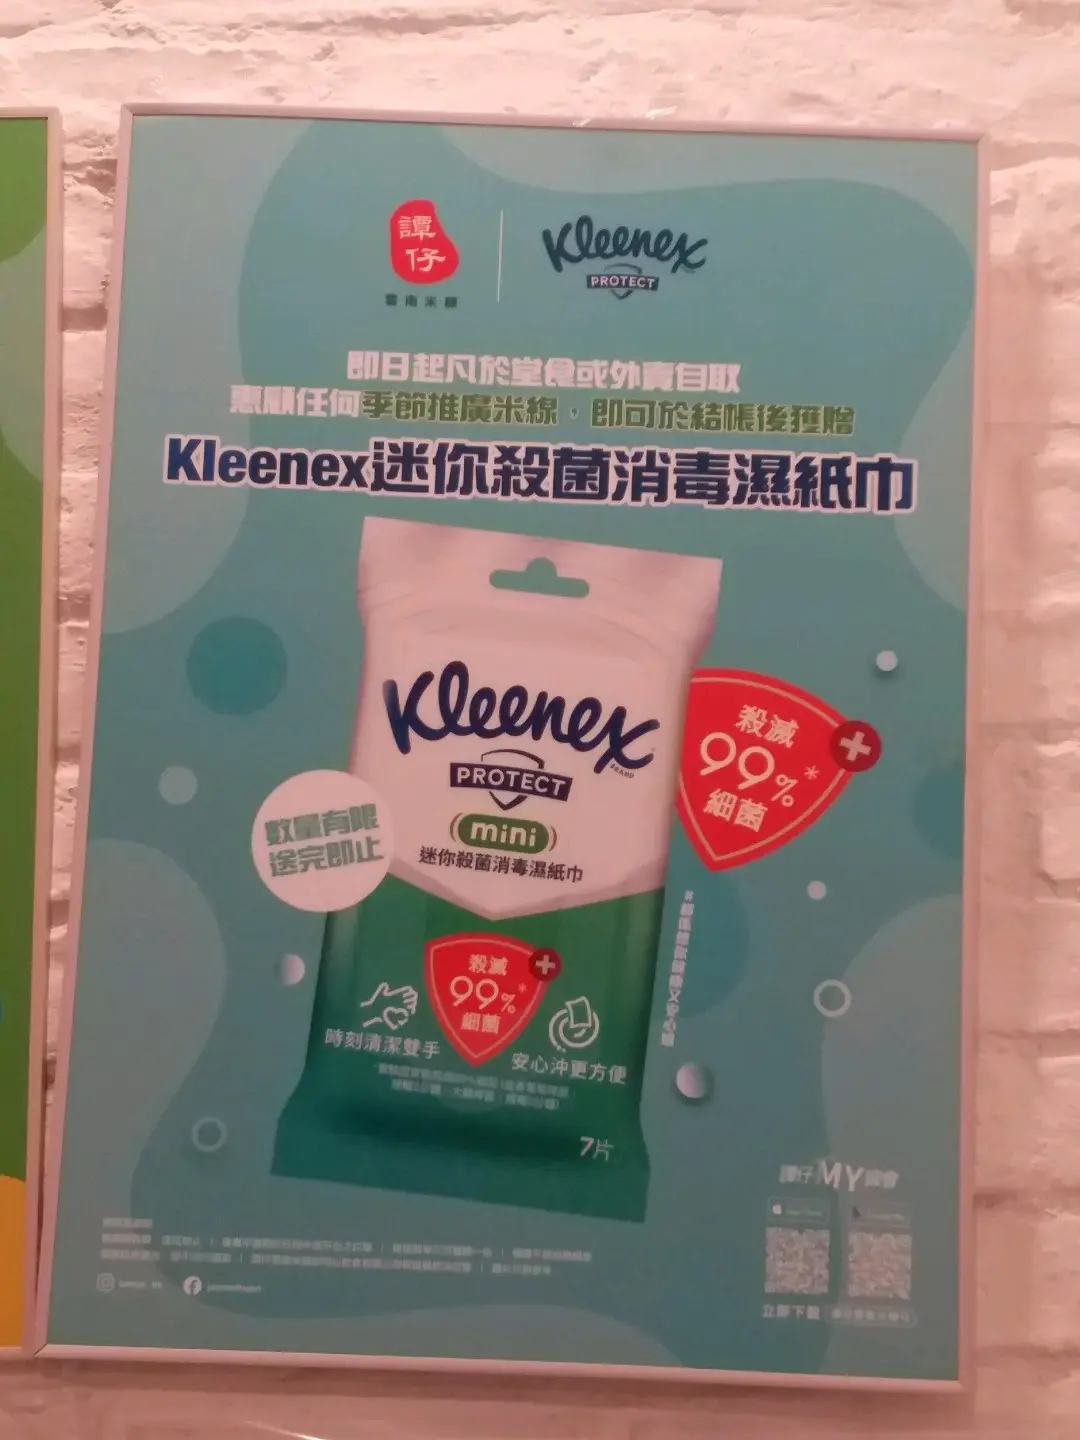 譚仔
雲南米線
Kleenex
PROTECT
即日起凡於堂食或外賣自取
惠顧任何季節推廣米線，即可於結帳後獲贈
Kleenex迷你殺菌消毒濕紙巾
Kleenex
BRAND
PROTECT
mini
迷你殺菌消毒濕紙巾
殺滅
99%*
細菌
數量有限
送完即止
殺滅
99%*
細菌
時刻清潔雙手
安心沖更方便
7片
譚仔MY
立即下載